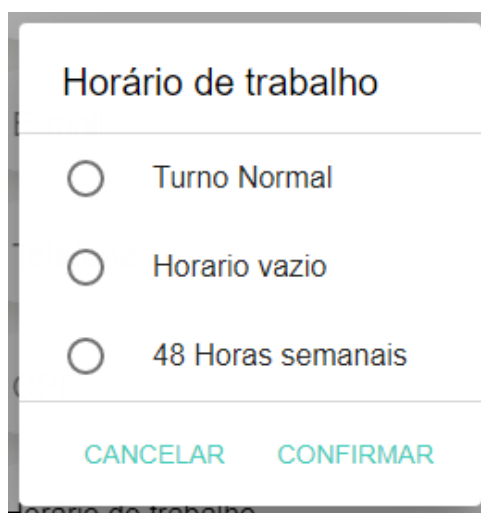 Horário de trabalho
Turno Normal
Horario vazio
48 Horas semanais
CANCELAR CONFIRMAR